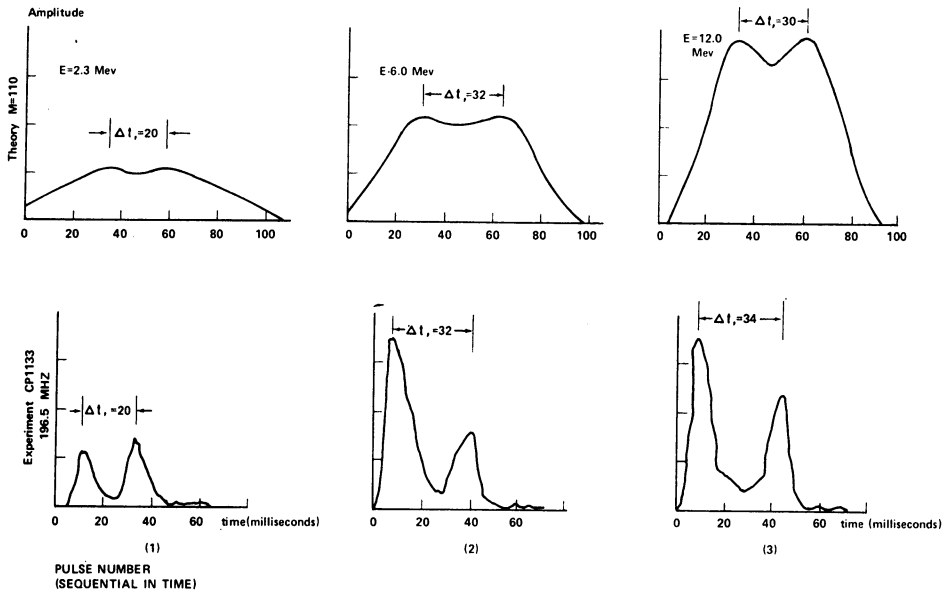 Amplitude
Theory M=110
E=2.3 Mev
Δt,=20
0 20 40 60 80 100
E·6.0 Mev
Δt,=32
0 20 40 60 80 100
E=12.0
Mev
Δt,=30
0 20 40 60 80 100
Experiment CP1133
196.5 MHZ
Δt,=20
0 20 40 60 time(milliseconds)
(1)
Δt,=32
0 20 40 60
(2)
Δt,=34
0 20 40 60 time (milliseconds)
(3)
PULSE NUMBER
(SEQUENTIAL IN TIME)